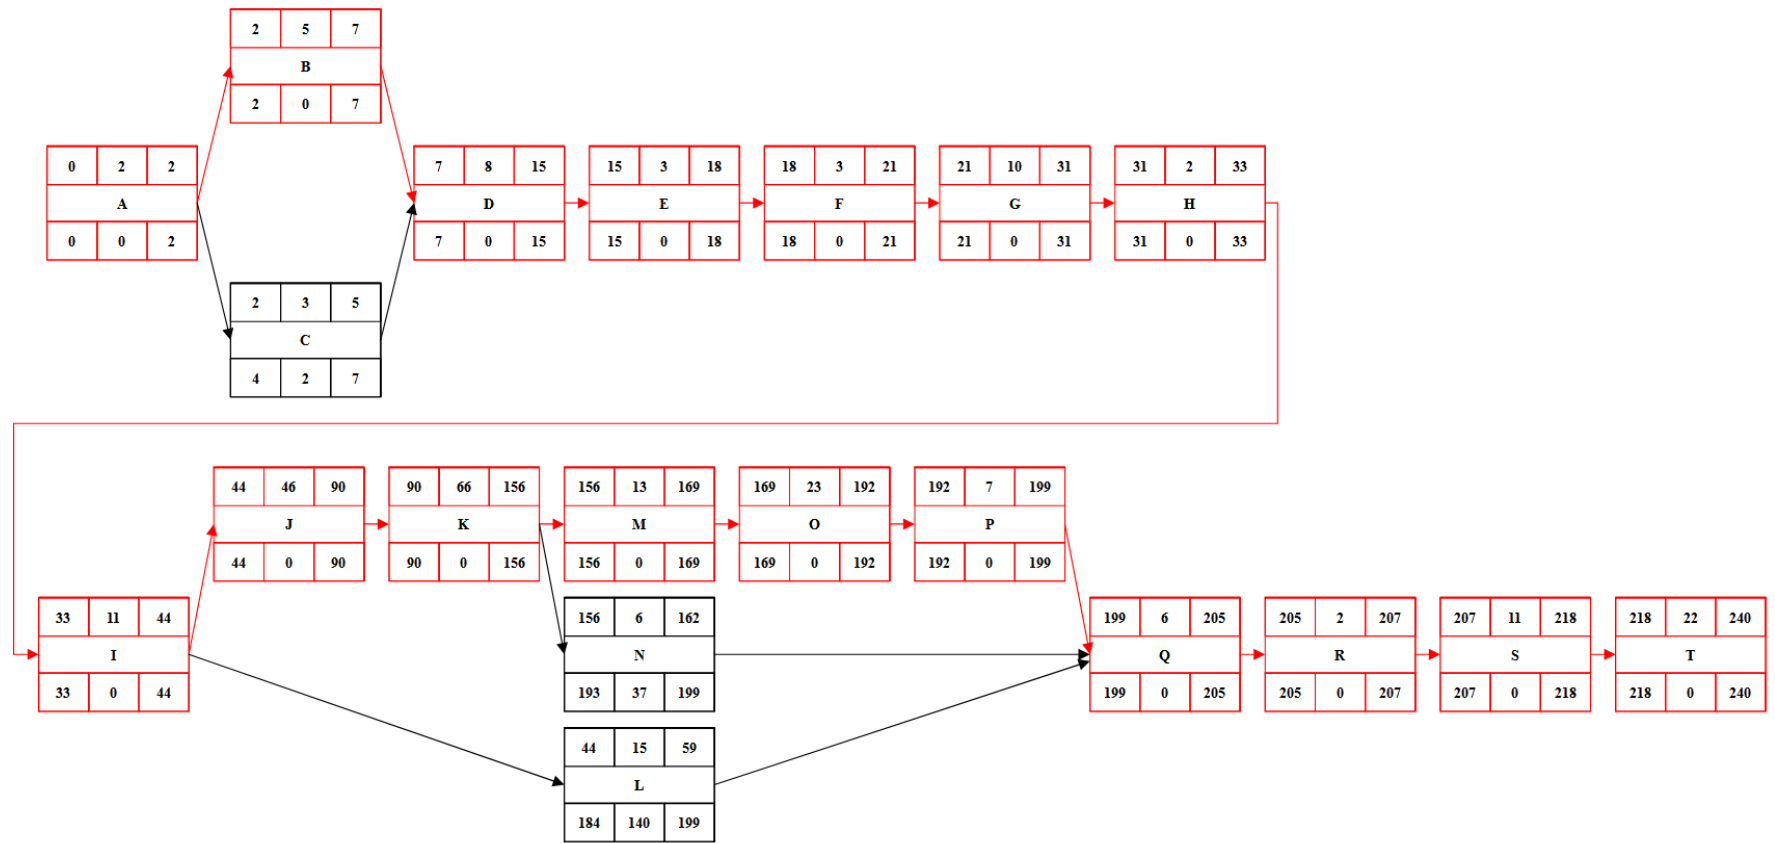 2 5 7
B
2 0 7
0 2 2
A
0 0 2
7 8 15
D
7 0 15
15 3 18
E
15 0 18
18 3 21
F
18 0 21
21 10 31
G
21 0 31
31 2 33
H
31 0 33
2 3 5
C
4 2 7
44 46 90
J
44 0 90
90 66 156
K
90 0 156
156 13 169
M
156 0 169
169 23 192
O
169 0 192
192 7 199
P
192 0 199
33 11 44
I
33 0 44
156 6 162
N
193 37 199
199 6 205
Q
199 0 205
205 2 207
R
205 0 207
207 11 218
S
207 0 218
218 22 240
T
218 0 240
44 15 59
L
184 140 199